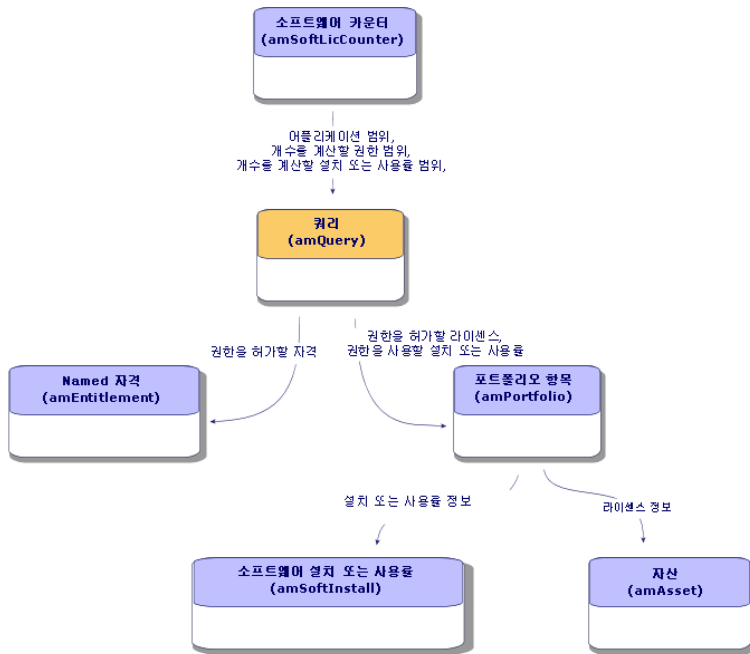 소프트웨어 카운터
(amSoftLicCounter)
어플리케이션 범위,
개수를 계산할 권한 범위,
개수를 계산할 설치 또는 사용률 범위,
쿼리
(amQuery)
권한을 허가할 자격
권한을 허가할 라이센스,
권한을 사용할 설치 또는 사용률
Named 자격
(amEntitlement)
포트폴리오 항목
(amPortfolio)
설치 또는 사용률 정보
라이센스 정보
소프트웨어 설치 또는 사용률
(amSoftInstall)
자산
(amAsset)